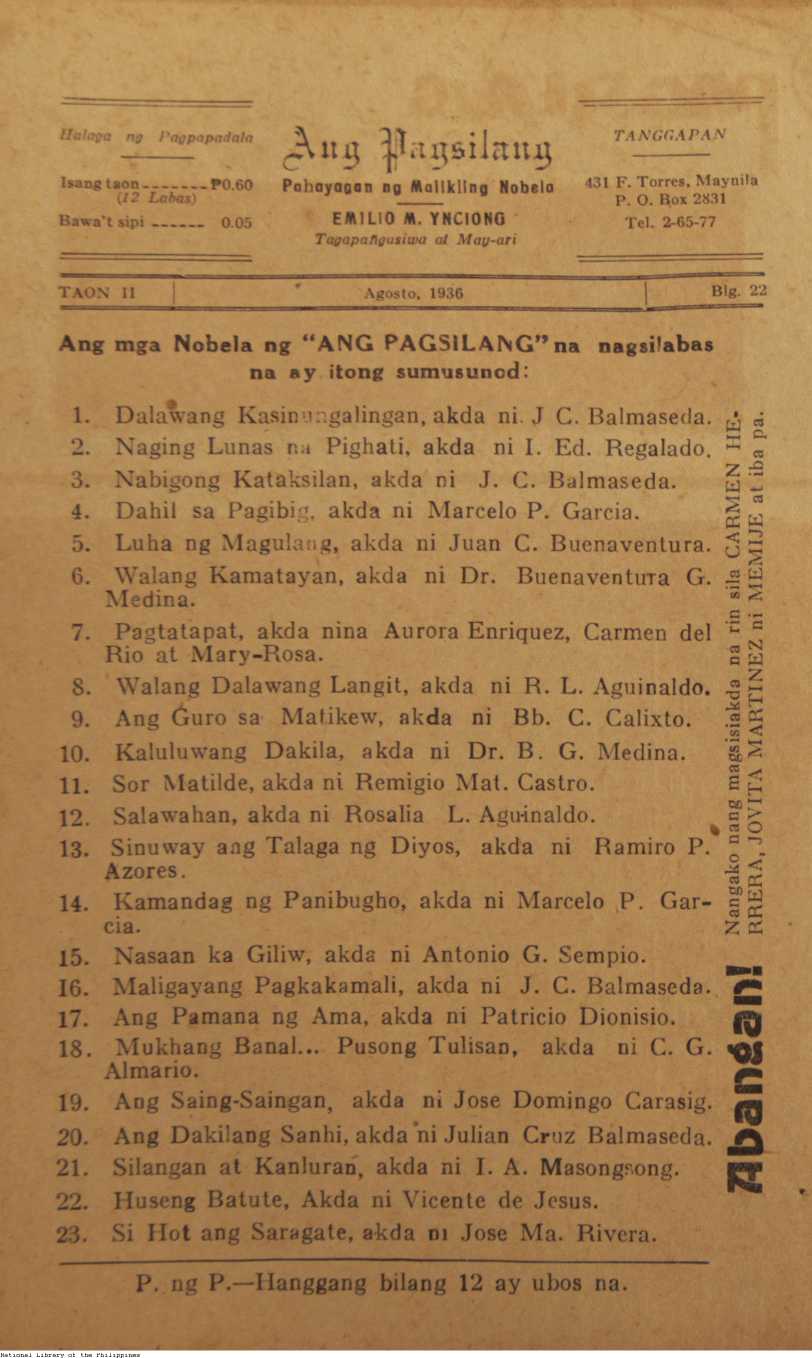 Halaga ng Pagpapadala
Isang taon_______₱0.60
(12 Labas)
Bawa't sipi ______ 0.05
Ang Pagsilang
Pahayagan ng Malikling Nobela
EMILIO M. YNCIONG
Tagapañgasiwa at May-ari
TANGGAPAN
431 F. Torres, Maynila
P. O. Box 2831
Tel. 2-65-77
TAON II
Agosto, 1936
Blg. 22
Ang mga Nobela ng "ANG PAGSILANG" na nagsilabas
na ay itong sumusunod:
1. Dalawang Kasinungalingan, akda ni. J C. Balmaseda.
2. Naging Lunas na Pighati, akda ni I. Ed. Regalado.
3. Nabigong Kataksilan, akda ni J. C. Balmaseda.
4. Dahil sa Pagibig, akda ni Marcelo P. Garcia.
5. Luha ng Magulang, akda ni Juan C. Buenaventura.
6. Walang Kamatayan, akda ni Dr. Buenaventura G.
Medina.
7. Pagtatapat, akda nina Aurora Enriquez, Carmen del
Rio at Mary-Rosa.
8. Walang Dalawang Langit, akda ni R. L. Aguinaldo.
9. Ang Guro sa Matikew, akda ni Bb. C. Calixto.
10. Kaluluwang Dakila, akda ni Dr. B. G. Medina.
11. Sor Matilde, akda ni Remigio Mat. Castro.
12. Salawahan, akda ni Rosalia L. Aguinaldo.
13. Sinuway ang Talaga ng Diyos, akda ni Ramiro P.
Azores.
14. Kamandag ng Panibugho, akda ni Marcelo P. Gar-
cia.
15. Nasaan ka Giliw, akda ni Antonio G. Sempio.
16. Maligayang Pagkakamali, akda ni J. C. Balmaseda.
17. Ang Pamana ng Ama, akda ni Patricio Dionisio.
18. Mukhang Banal... Pusong Tulisan, akda ni C. G.
Almario.
19. Ang Saing-Saingan, akda ni Jose Domingo Carasig.
20. Ang Dakilang Sanhi, akda ni Julian Cruz Balmaseda.
21. Silangan at Kanluran, akda ni I. A. Masongsong.
22. Huseng Batute, Akda ni Vicente de Jesus.
23. Si Hot ang Saragate, akda ni Jose Ma. Rivera.
P. ng P.—Hanggang bilang 12 ay ubos na.
Abangan!
Nangako nang magsisiakda na rin sila CARMEN HE-
RRERA, JOVITA MARTINEZ ni MEMIJE at iba pa.
National Library of the Philippines